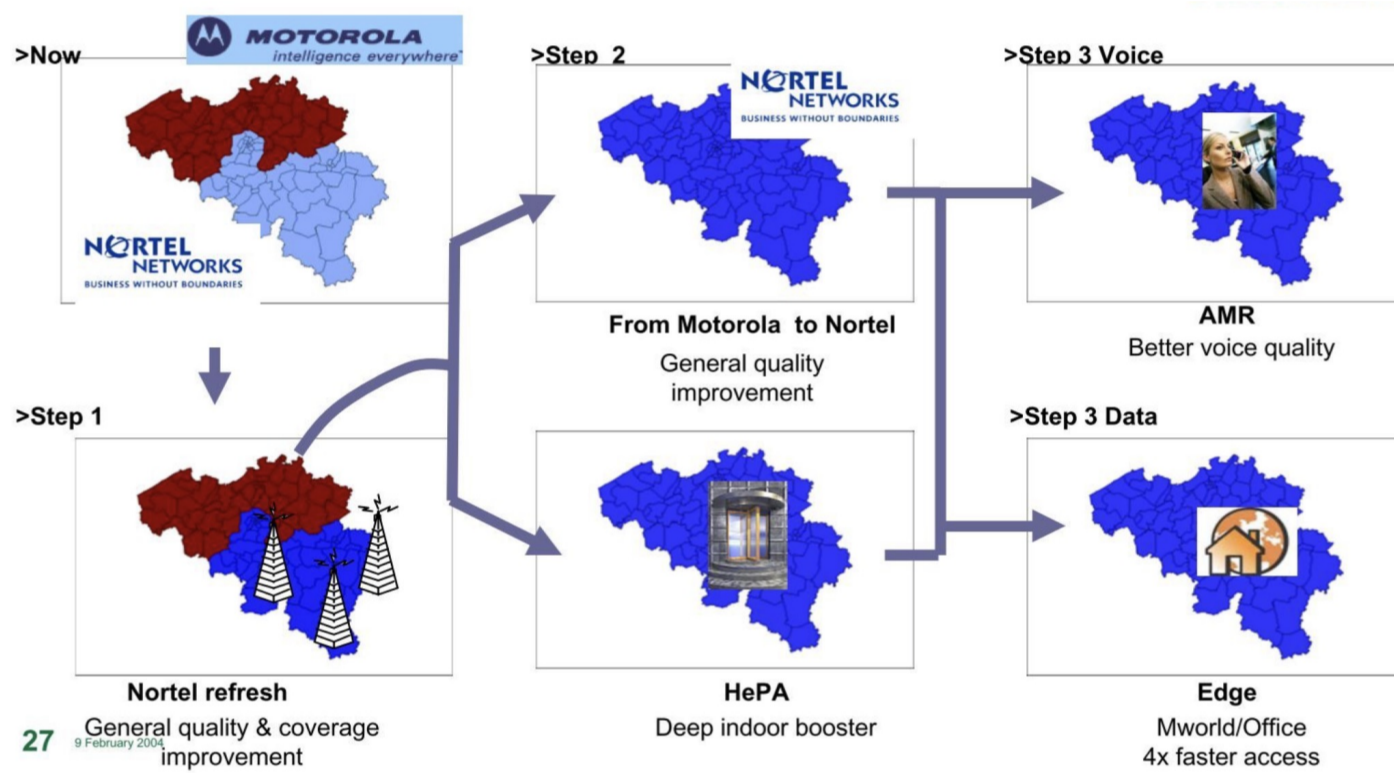 >Now
MOTOROLA
intelligence everywhere
NORTEL
NETWORKS
BUSINESS WITHOUT BOUNDARIES
>Step 1
Nortel refresh
General quality & coverage
improvement
>Step 2
NORTEL
NETWORKS
BUSINESS WITHOUT BOUNDARIES
From Motorola to Nortel
General quality
improvement
HePA
Deep indoor booster
>Step 3 Voice
AMR
Better voice quality
>Step 3 Data
Edge
Mworld/Office
4x faster access
27
9 February 2004